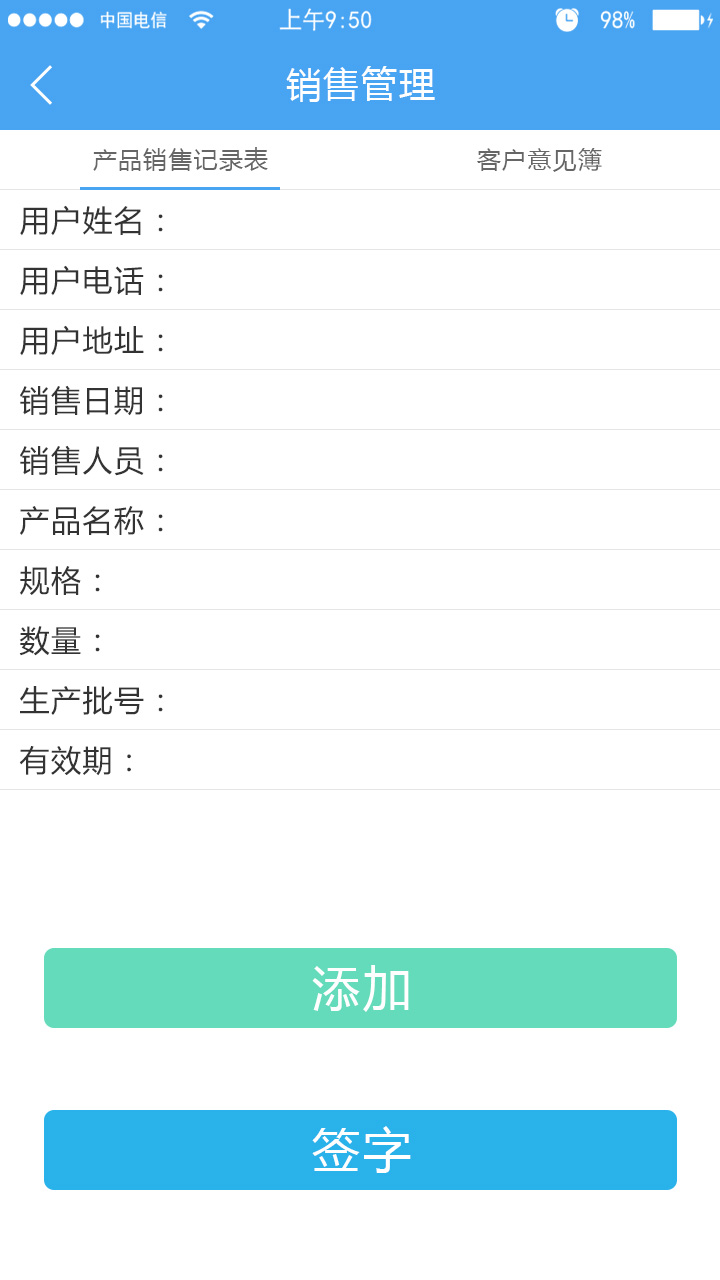 中国电信 上午9:50 98%
销售管理
产品销售记录表 客户意见簿
用户姓名：
用户电话：
用户地址：
销售日期：
销售人员：
产品名称：
规格：
数量：
生产批号：
有效期：
添加
签字